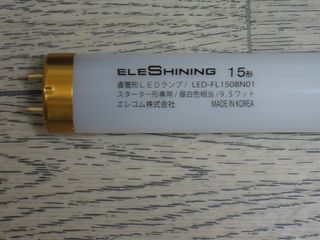 ELESHINING 15形
直管形LEDランプ/ LED-FL1508N01
スターター形専用/昼白色相当/9.5ワット
エレコム株式会社 MADE IN KOREA